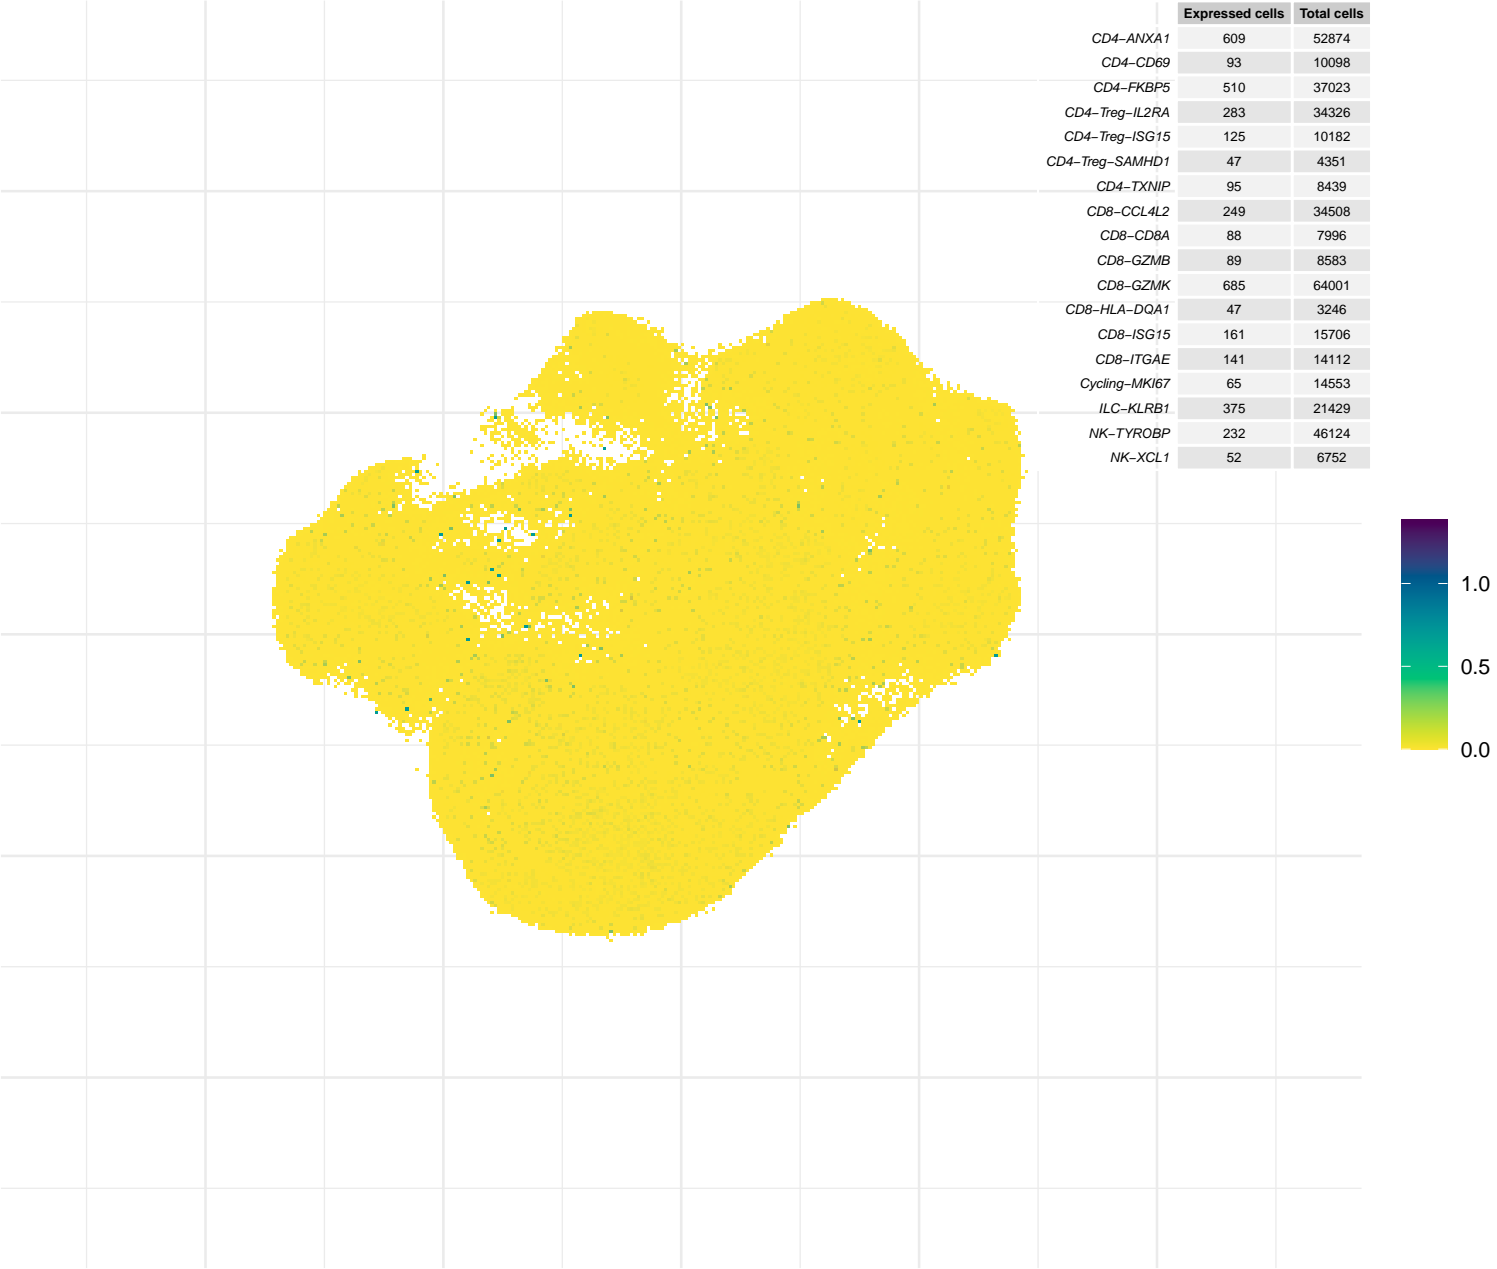 Expressed cells Total cells
CD4−ANXA1 609 52874
CD4−CD69 93 10098
CD4−FKBP5 510 37023
CD4−Treg−IL2RA 283 34326
CD4−Treg−ISG15 125 10182
CD4−Treg−SAMHD1 47 4351
CD4−TXNIP 95 8439
CD8−CCL4L2 249 34508
CD8−CD8A 88 7996
CD8−GZMB 89 8583
CD8−GZMK 685 64001
CD8−HLA−DQA1 47 3246
CD8−ISG15 161 15706
CD8−ITGAE 141 14112
Cycling−MKI67 65 14553
ILC−KLRB1 375 21429
NK−TYROBP 232 46124
NK−XCL1 52 6752
1.0
0.5
0.0